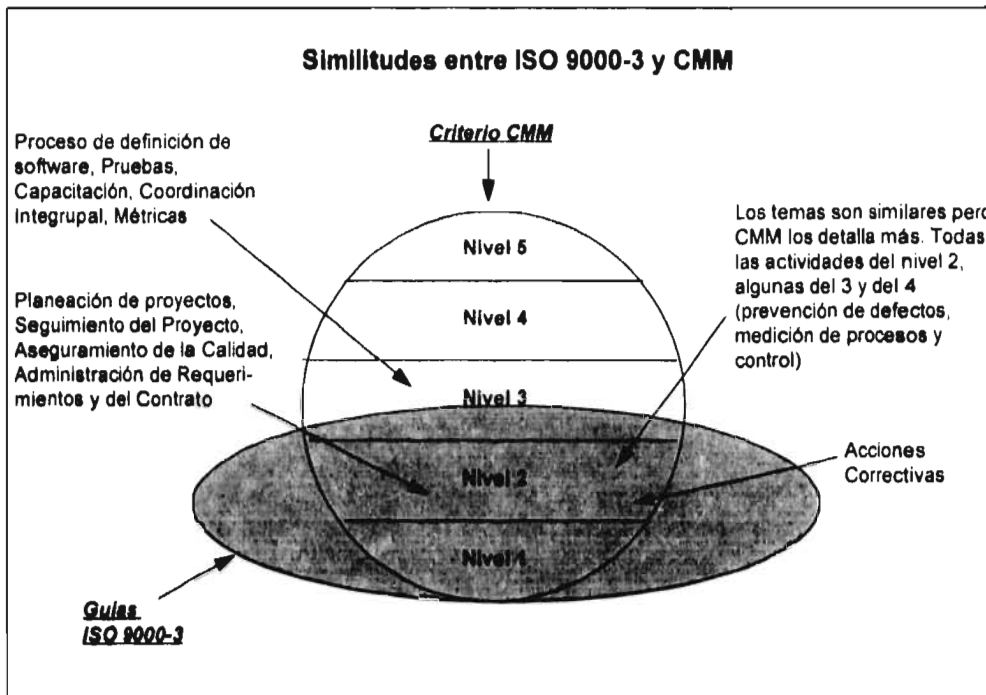 Similitudes entre ISO 9000-3 y CMM
Criterio CMM
Proceso de definición de
software, Pruebas,
Capacitación, Coordinación
Integrupal, Métricas
Planeación de proyectos,
Seguimiento del Proyecto,
Aseguramiento de la Calidad,
Administración de Requeri-
mientos y del Contrato
Nivel 5
Nivel 4
Nivel 3
Nivel 2
Nivel 1
Los temas son similares pero
CMM los detalla más. Todas
las actividades del nivel 2,
algunas del 3 y del 4
(prevención de defectos,
medición de procesos y
control)
Acciones
Correctivas
Guías
ISO 9000-3